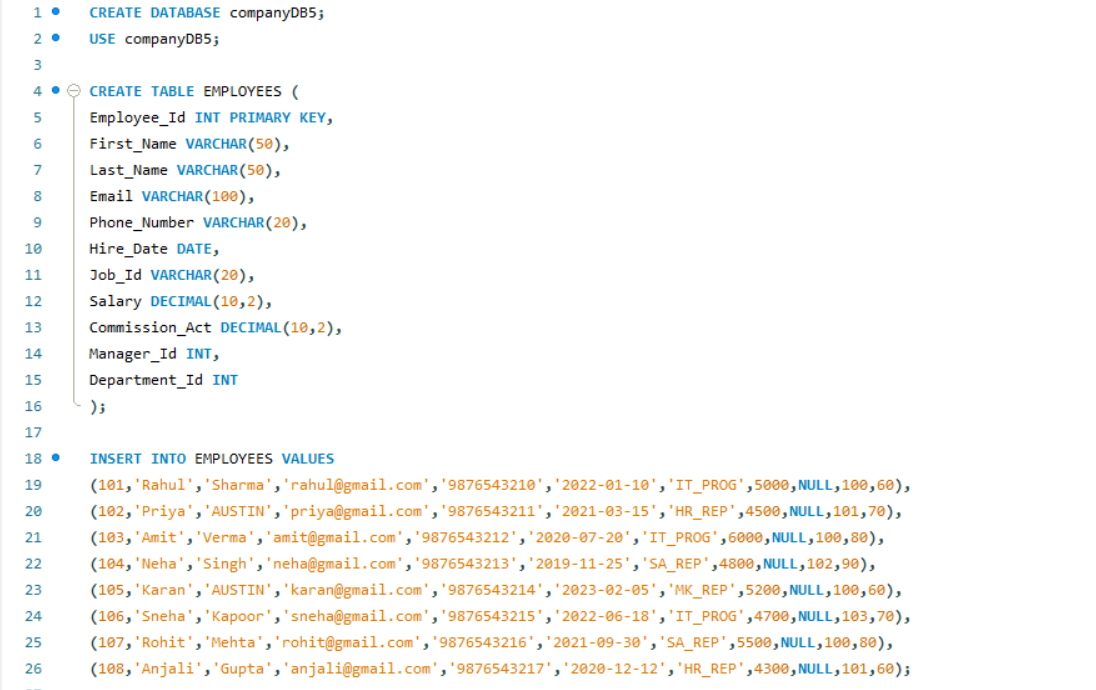 1 CREATE DATABASE companyDB5;
2 USE companyDB5;
3
4 CREATE TABLE EMPLOYEES (
5 Employee_Id INT PRIMARY KEY,
6 First_Name VARCHAR(50),
7 Last_Name VARCHAR(50),
8 Email VARCHAR(100),
9 Phone_Number VARCHAR(20),
10 Hire_Date DATE,
11 Job_Id VARCHAR(20),
12 Salary DECIMAL(10,2),
13 Commission_Act DECIMAL(10,2),
14 Manager_Id INT,
15 Department_Id INT
16 );
17
18 INSERT INTO EMPLOYEES VALUES
19 (101,'Rahul','Sharma','rahul@gmail.com','9876543210','2022-01-10','IT_PROG',5000,NULL,100,60),
20 (102,'Priya','AUSTIN','priya@gmail.com','9876543211','2021-03-15','HR_REP',4500,NULL,101,70),
21 (103,'Amit','Verma','amit@gmail.com','9876543212','2020-07-20','IT_PROG',6000,NULL,100,80),
22 (104,'Neha','Singh','neha@gmail.com','9876543213','2019-11-25','SA_REP',4800,NULL,102,90),
23 (105,'Karan','AUSTIN','karan@gmail.com','9876543214','2023-02-05','MK_REP',5200,NULL,100,60),
24 (106,'Sneha','Kapoor','sneha@gmail.com','9876543215','2022-06-18','IT_PROG',4700,NULL,103,70),
25 (107,'Rohit','Mehta','rohit@gmail.com','9876543216','2021-09-30','SA_REP',5500,NULL,100,80),
26 (108,'Anjali','Gupta','anjali@gmail.com','9876543217','2020-12-12','HR_REP',4300,NULL,101,60);